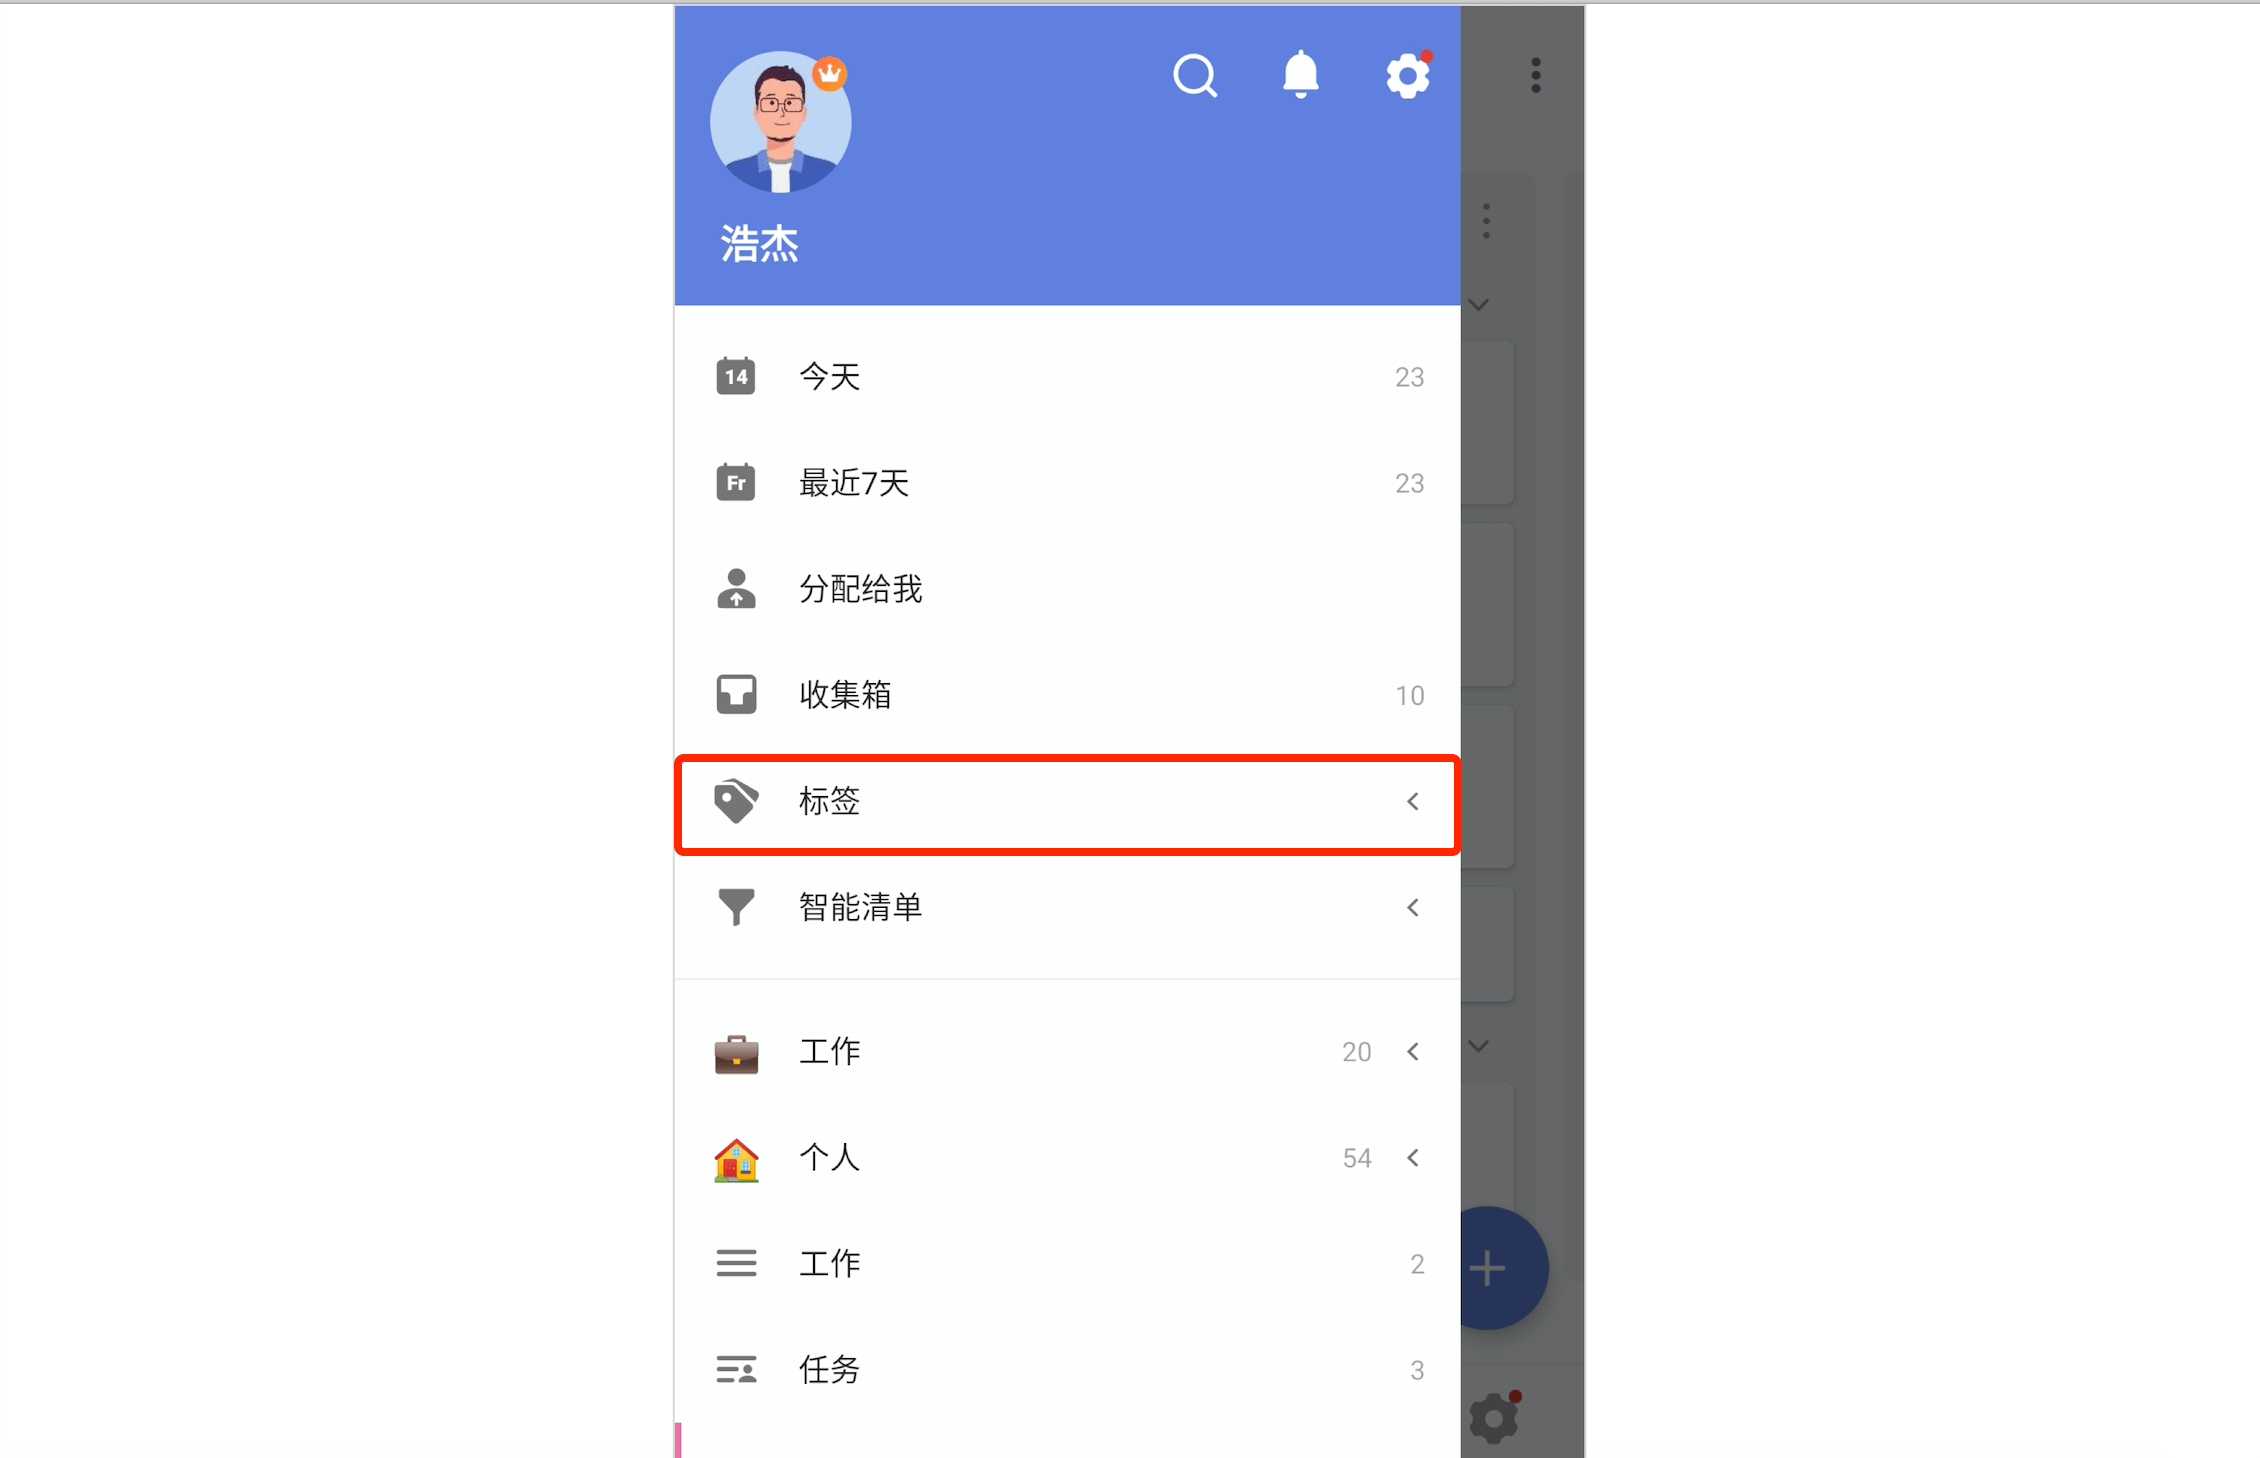 浩杰
14 今天 23
Fr 最近7天 23
分配给我
收集箱 10
标签
智能清单
工作 20
个人 54
工作 2
任务 3